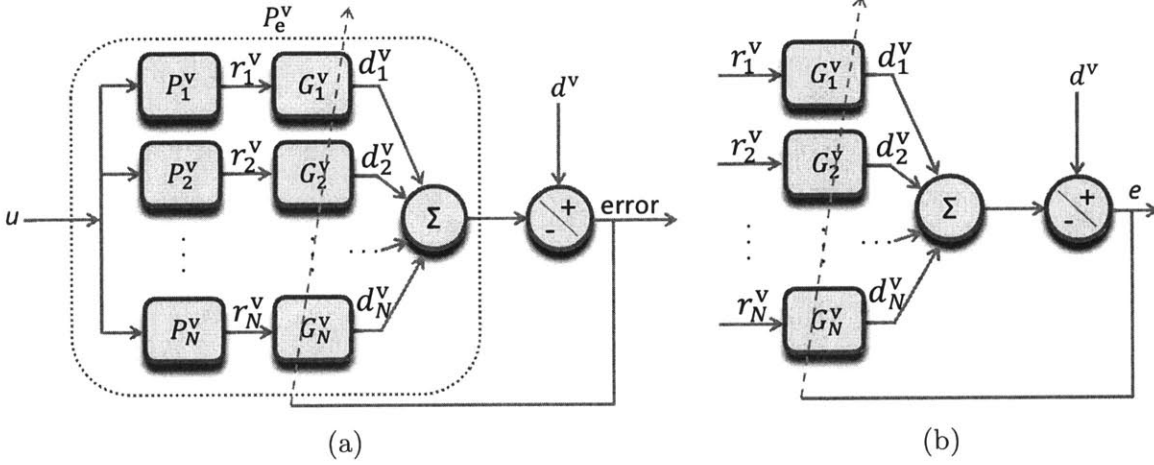 P_e^v
P_1^v r_1^v G_1^v d_1^v
d^v
P_2^v r_2^v G_2^v d_2^v
u
Σ
+
-
error
P_N^v r_N^v G_N^v d_N^v
(a)
r_1^v G_1^v d_1^v
d^v
r_2^v G_2^v d_2^v
Σ
+
-
e
r_N^v G_N^v d_N^v
(b)